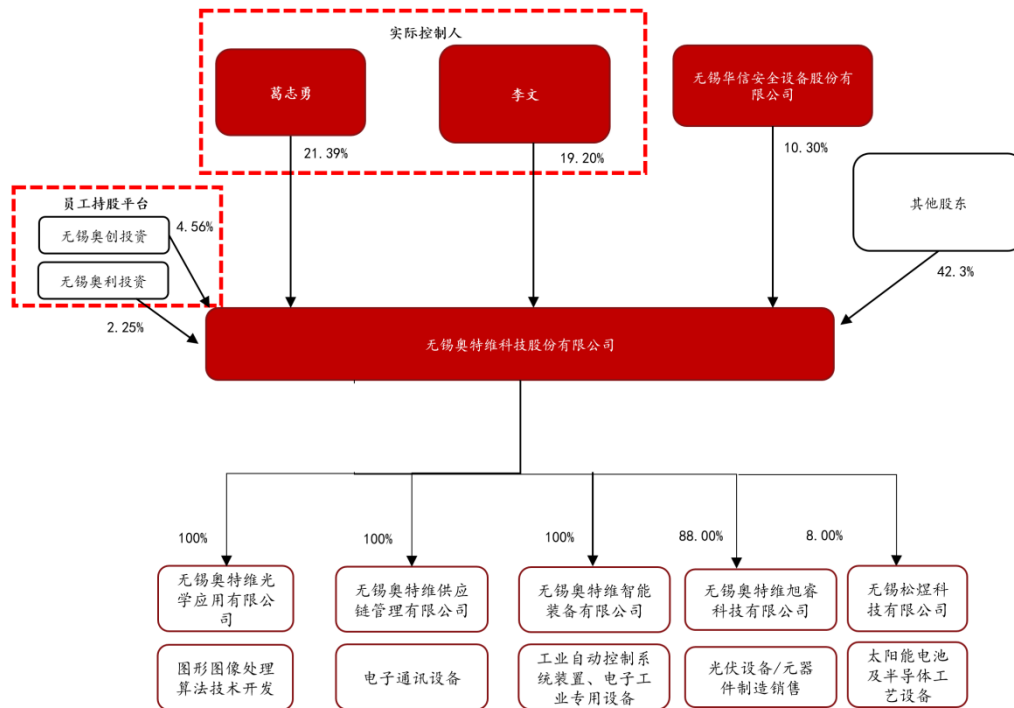 实际控制人
葛志勇
李文
无锡华信安全设备股份有
限公司
21.39%
19.20%
10.30%
其他股东
42.3%
员工持股平台
无锡奥创投资
4.56%
无锡奥利投资
2.25%
无锡奥特维科技股份有限公司
100%
100%
100%
88.00%
8.00%
无锡奥特维光
学应用有限公
司
无锡奥特维供应
链管理有限公司
无锡奥特维智能
装备有限公司
无锡奥特维旭睿
科技有限公司
无锡松煜科
技有限公司
图形图像处理
算法技术开发
电子通讯设备
工业自动控制系
统装置、电子工
业专用设备
光伏设备/元器
件制造销售
太阳能电池
及半导体工
艺设备